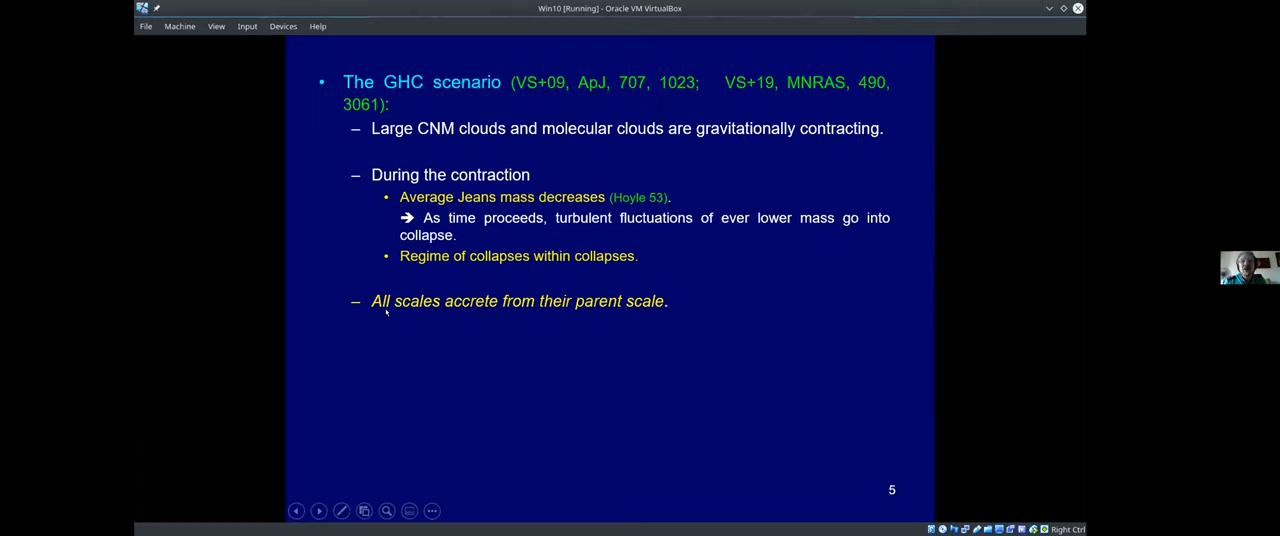 Win10 [Running] - Oracle VM VirtualBox
File Machine View Input Devices Help
• The GHC scenario (VS+09, ApJ, 707, 1023; VS+19, MNRAS, 490,
3061):
– Large CNM clouds and molecular clouds are gravitationally contracting.
– During the contraction
• Average Jeans mass decreases (Hoyle 53).
➔ As time proceeds, turbulent fluctuations of ever lower mass go into
collapse.
• Regime of collapses within collapses.
– All scales accrete from their parent scale.
5
Right Ctrl